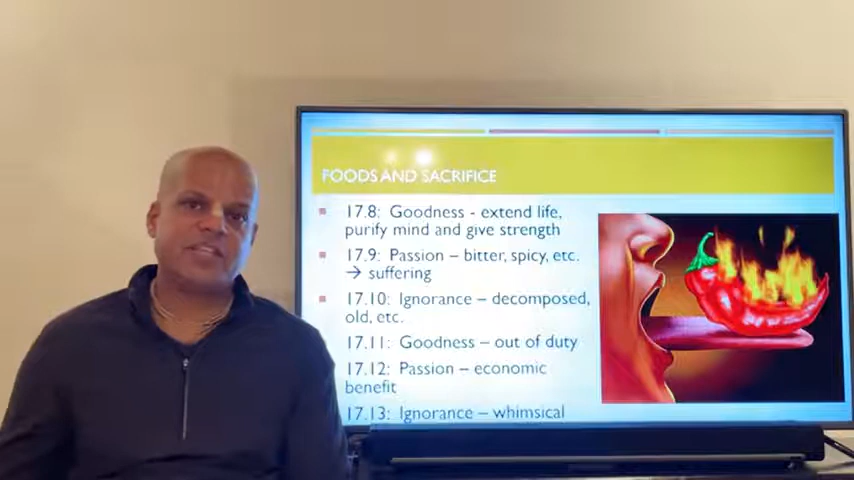 FOODS AND SACRIFICE
17.8: Goodness - extend life,
purify mind and give strength
17.9: Passion – bitter, spicy, etc.
→ suffering
17.10: Ignorance – decomposed,
old, etc.
17.11: Goodness – out of duty
17.12: Passion – economic
benefit
17.13: Ignorance – whimsical